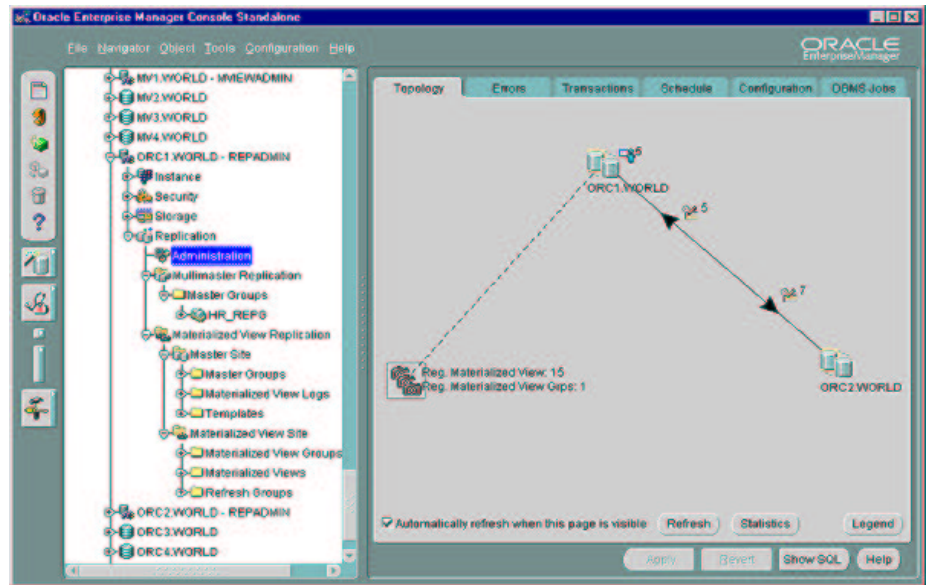 Oracle Enterprise Manager Console Standalone
File Navigator Object Tools Configuration Help
ORACLE
EnterpriseManager
MV1.WORLD - MVIEWADMIN
MV2.WORLD
MV3.WORLD
MV4.WORLD
ORC1.WORLD - REPADMIN
Instance
Security
Storage
Replication
Administration
Multimaster Replication
Master Groups
HR_REPG
Materialized View Replication
Master Site
Master Groups
Materialized View Logs
Templates
Materialized View Site
Materialized View Groups
Materialized Views
Refresh Groups
ORC2.WORLD - REPADMIN
ORC3.WORLD
ORC4.WORLD
Topology Errors Transactions Schedule Configuration DBMS Jobs
6
ORC1.WORLD
5
7
ORC2.WORLD
Reg. Materialized View: 15
Reg. Materialized View Grps: 1
Automatically refresh when this page is visible Refresh Statistics Legend
Apply Revert Show SQL Help